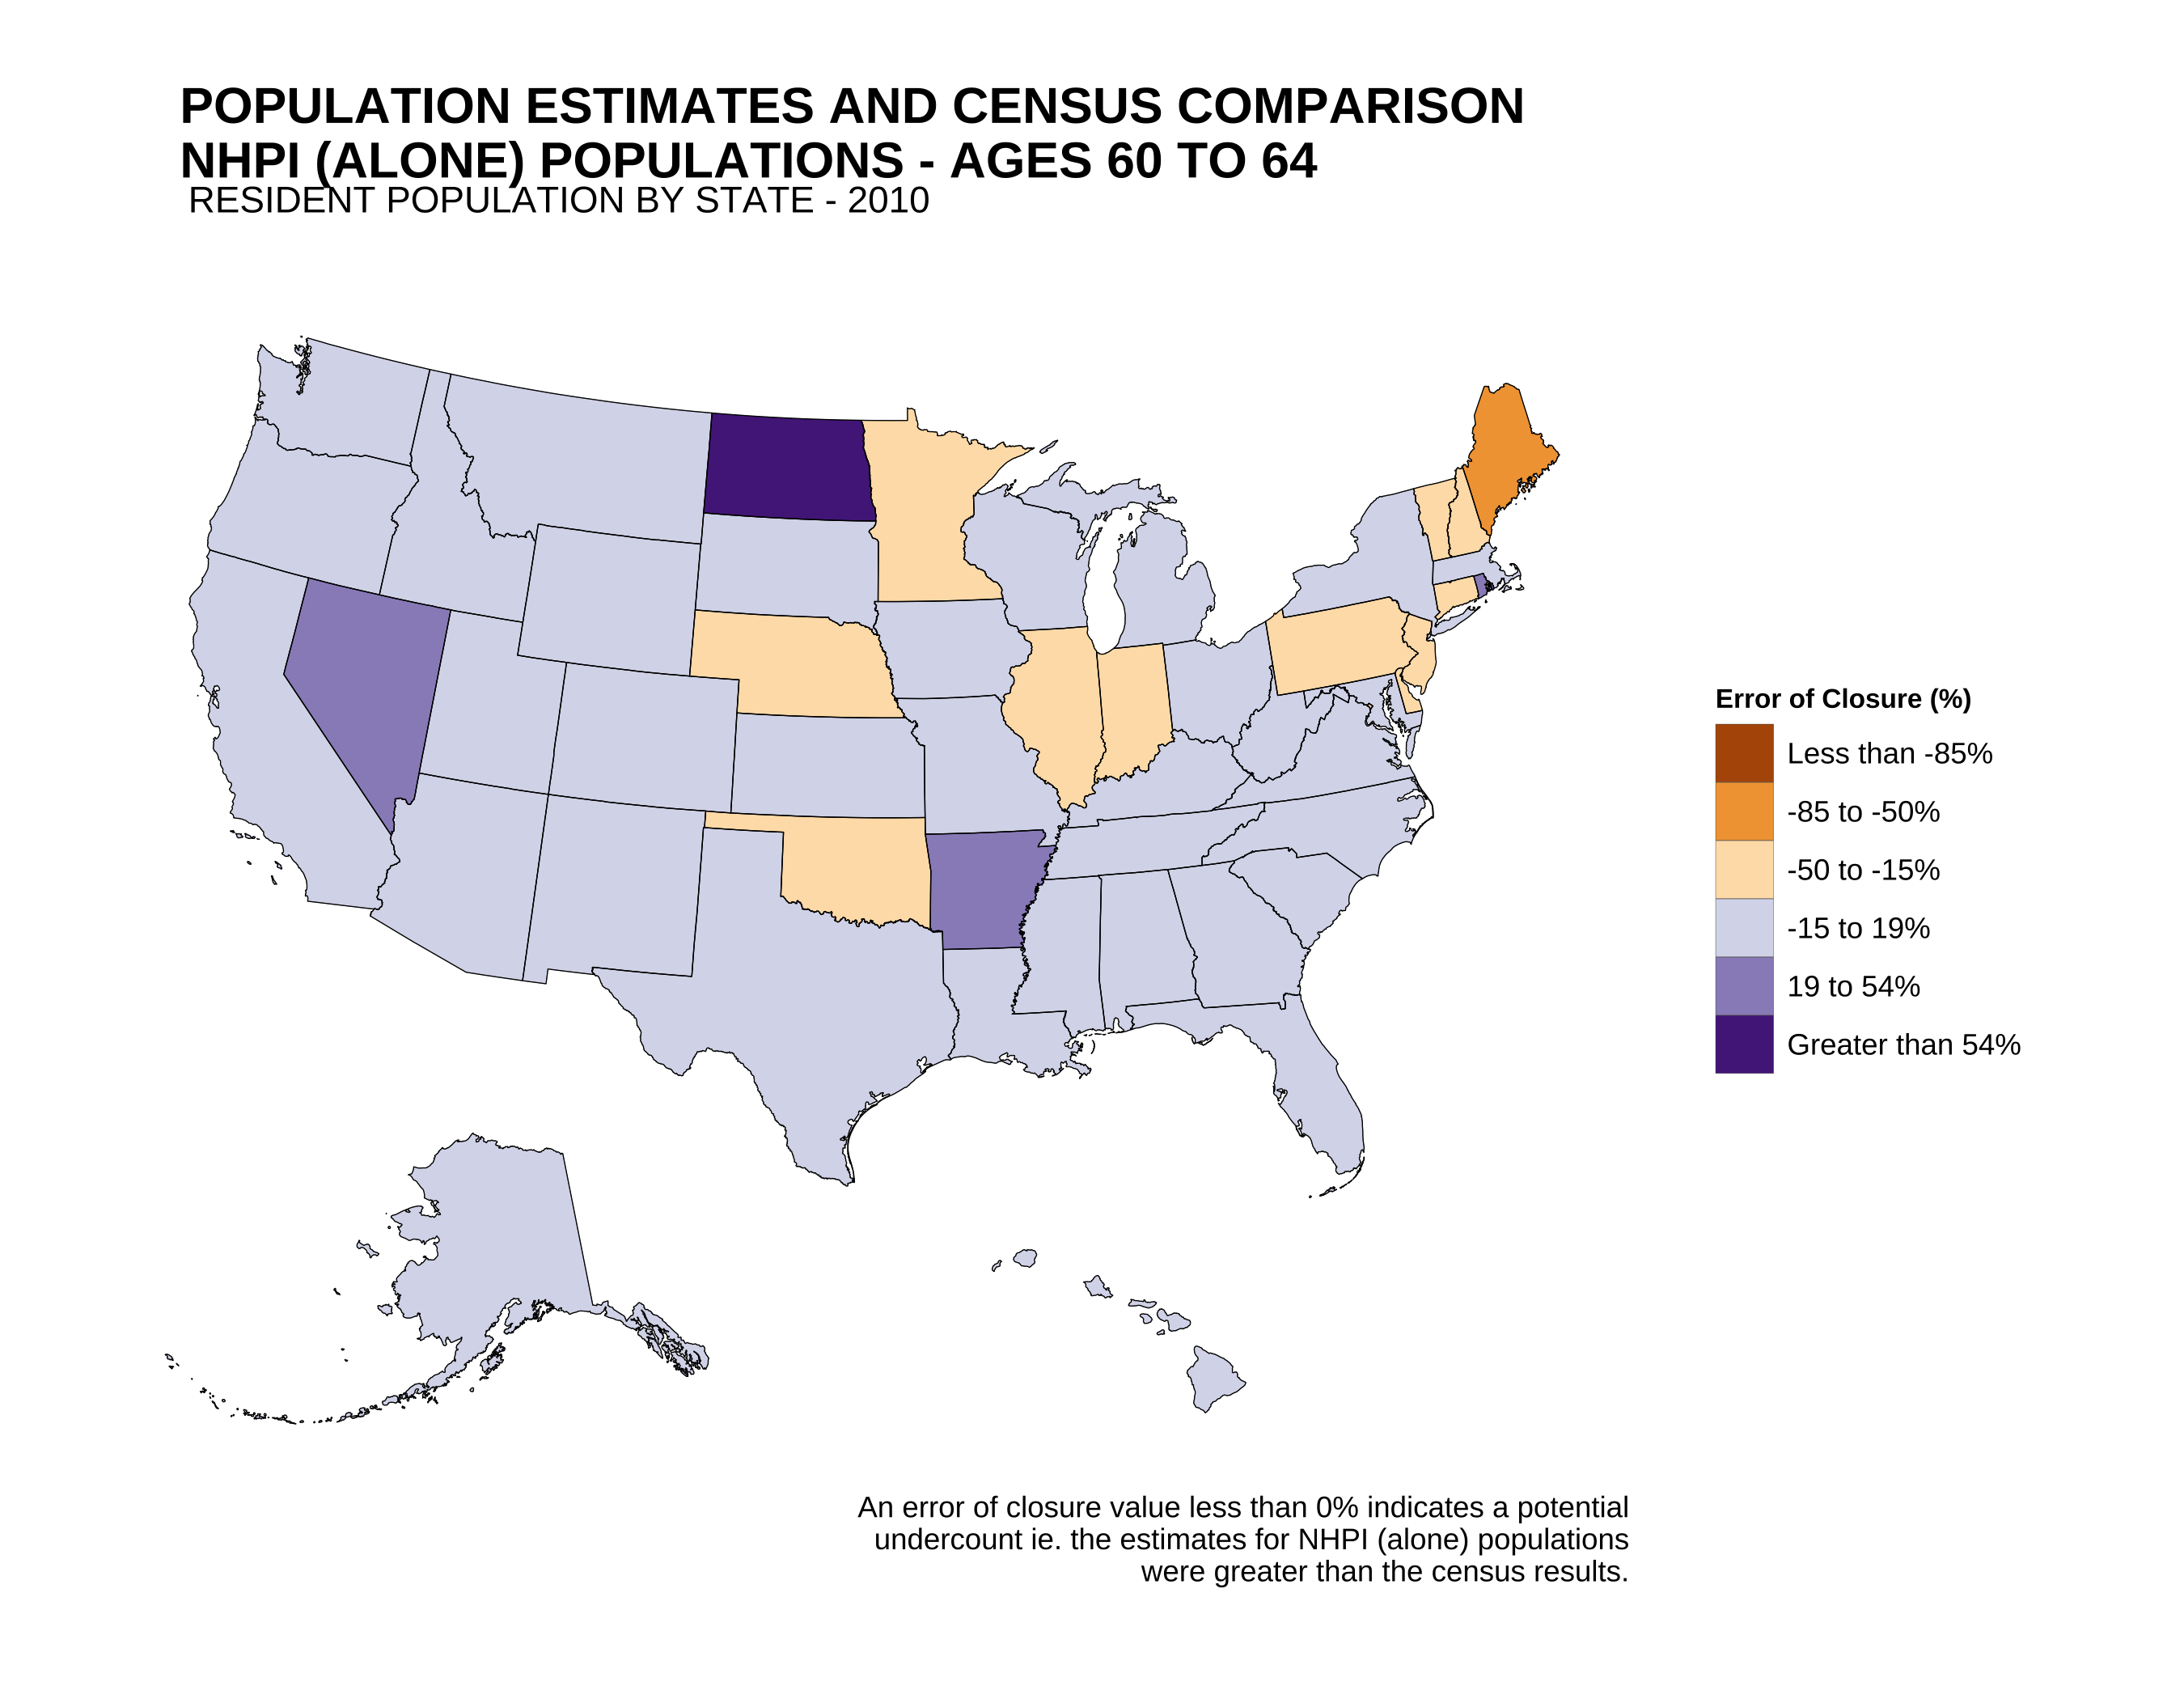 POPULATION ESTIMATES AND CENSUS COMPARISON
NHPI (ALONE) POPULATIONS - AGES 60 TO 64
RESIDENT POPULATION BY STATE - 2010
Error of Closure (%)
Less than -85%
-85 to -50%
-50 to -15%
-15 to 19%
19 to 54%
Greater than 54%
An error of closure value less than 0% indicates a potential
undercount ie. the estimates for NHPI (alone) populations
were greater than the census results.